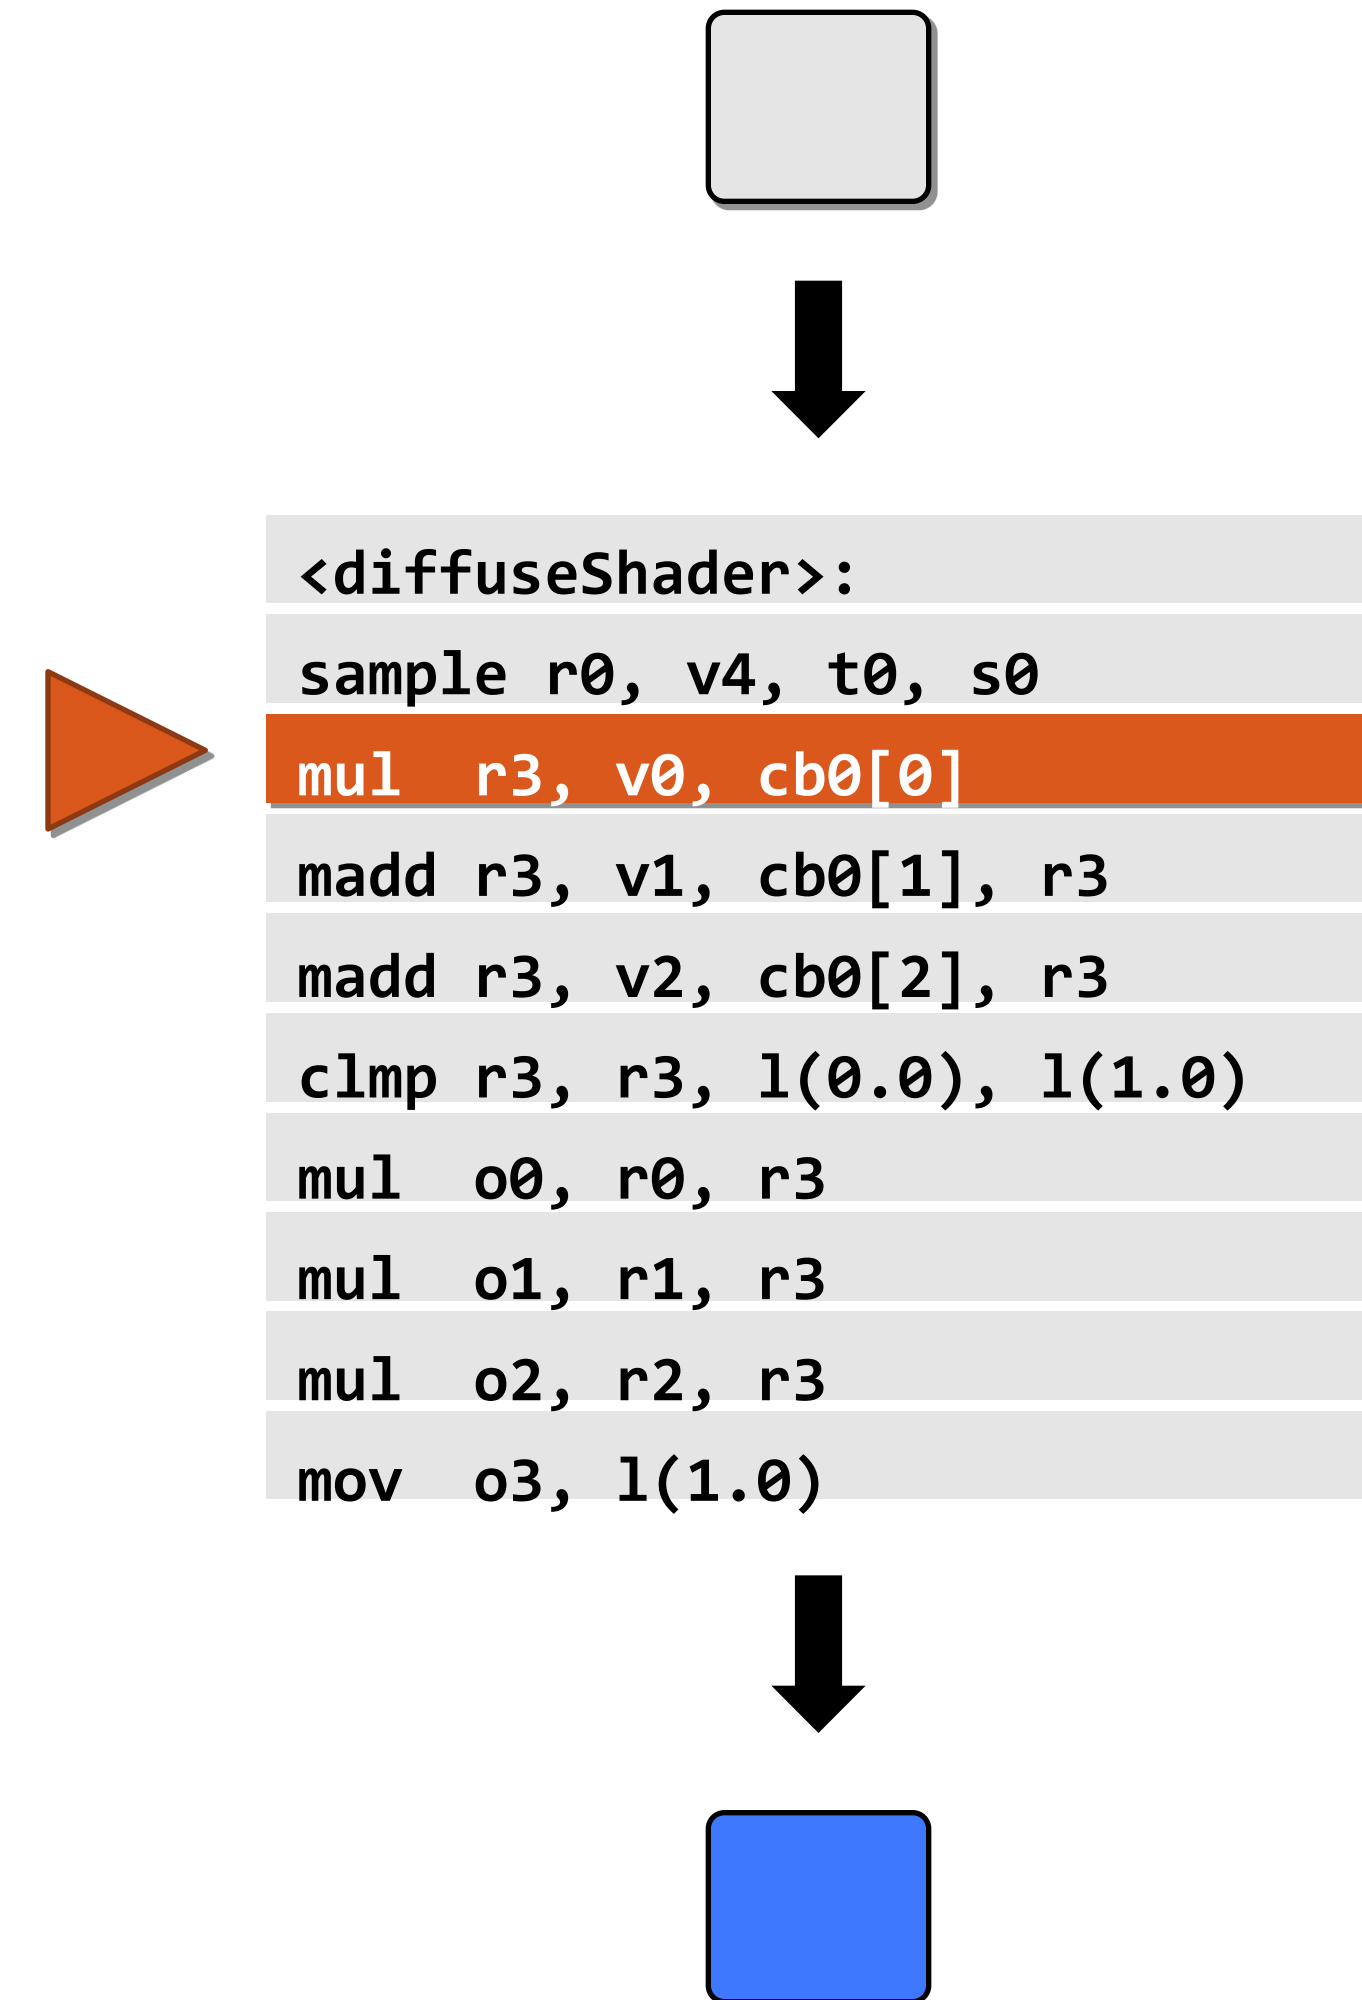 <diffuseShader>:
sample r0, v4, t0, s0
mul  r3, v0, cb0[0]
madd r3, v1, cb0[1], r3
madd r3, v2, cb0[2], r3
clmp r3, r3, l(0.0), l(1.0)
mul  o0, r0, r3
mul  o1, r1, r3
mul  o2, r2, r3
mov  o3, l(1.0)